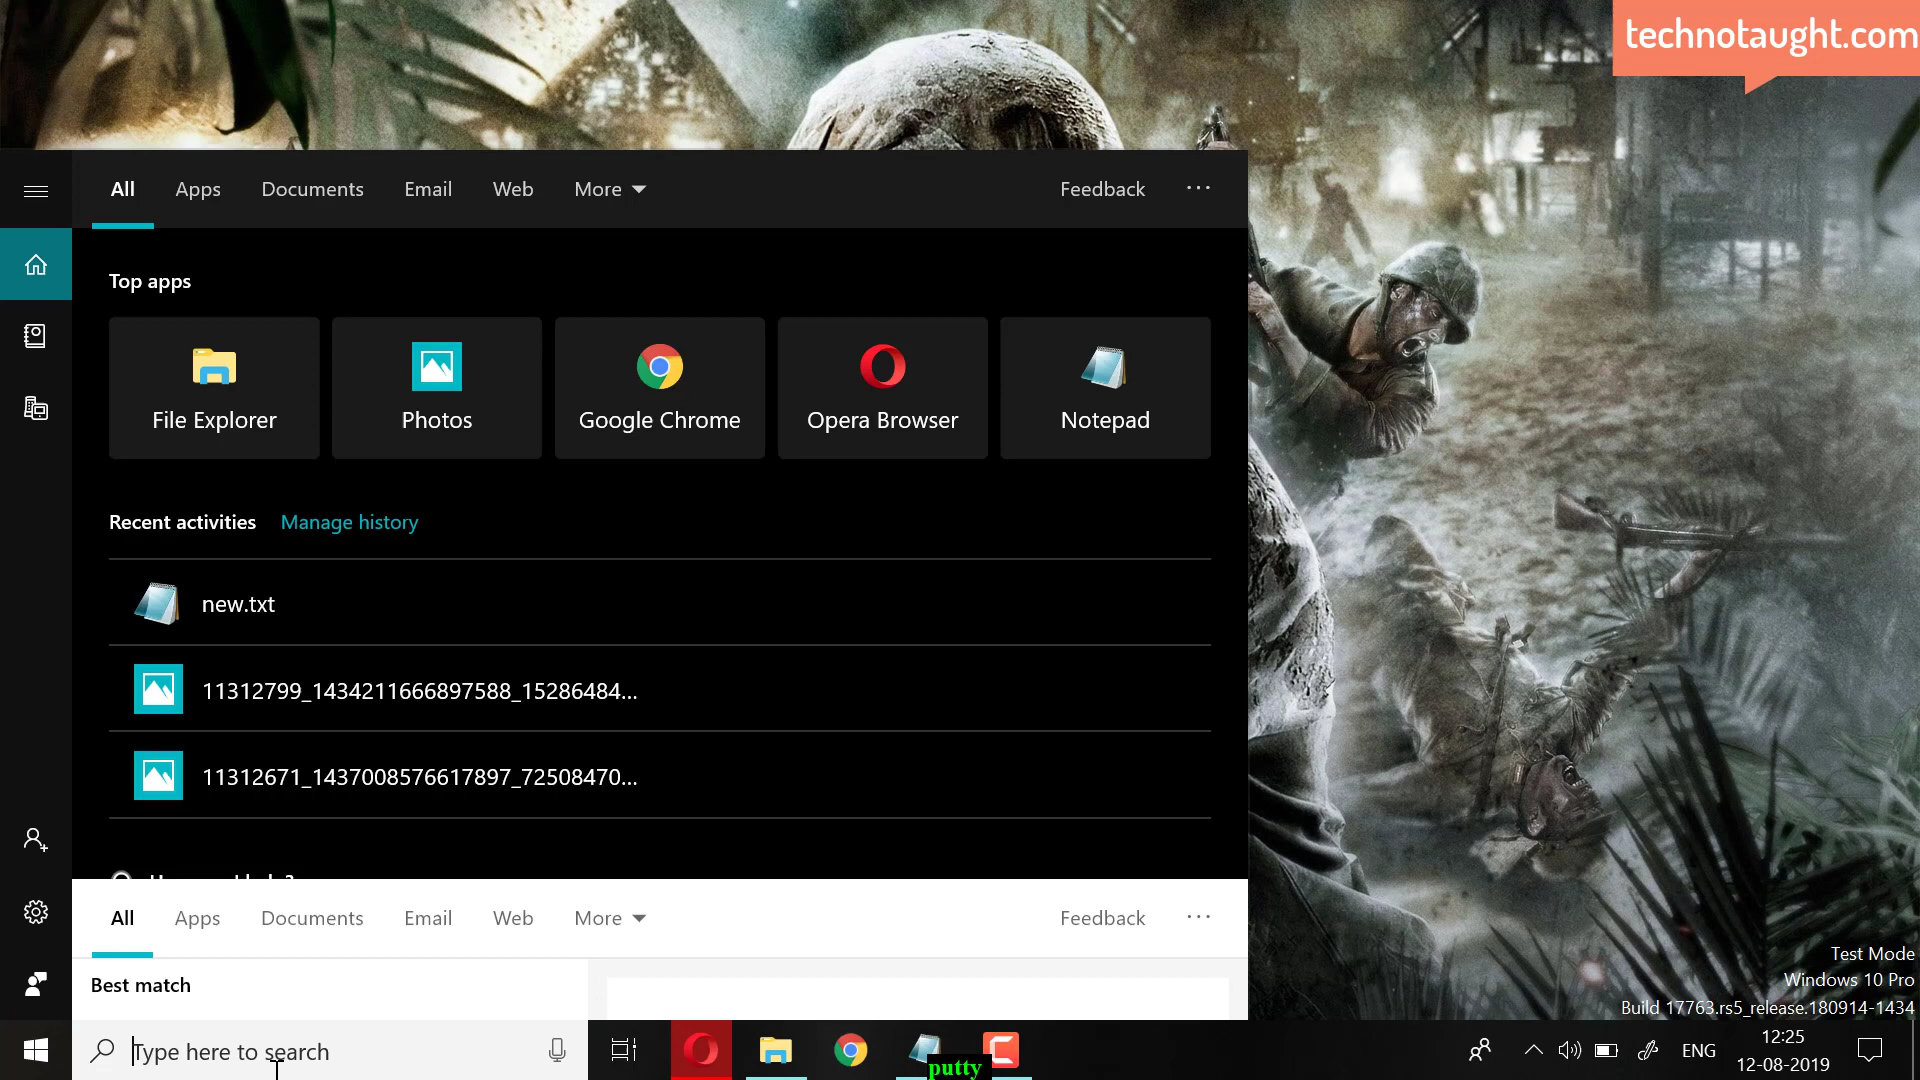 technotaught.com
All Apps Documents Email Web More Feedback ...
Top apps
File Explorer
Photos
Google Chrome
Opera Browser
Notepad
Recent activities Manage history
new.txt
11312799_1434211666897588_15286484...
11312671_1437008576617897_72508470...
All Apps Documents Email Web More Feedback ...
Best match
Test Mode
Windows 10 Pro
Build 17763.rs5_release.180914-1434
Type here to search
putty
ENG
12:25
12-08-2019